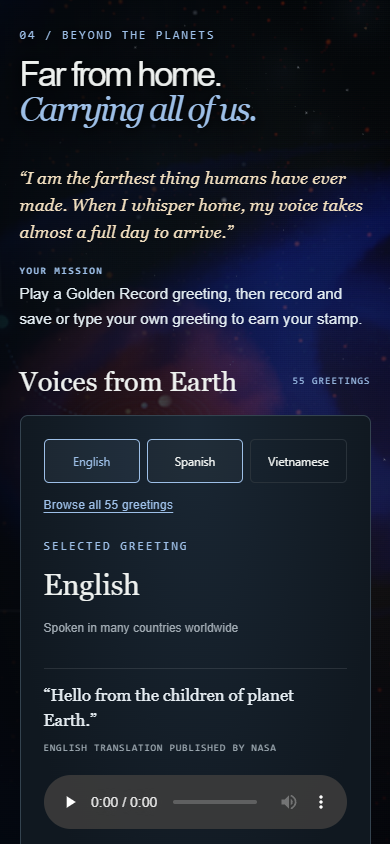 04 / BEYOND THE PLANETS
Far from home.
Carrying all of us.
“I am the farthest thing humans have ever
made. When I whisper home, my voice takes
almost a full day to arrive.”
YOUR MISSION
Play a Golden Record greeting, then record and
save or type your own greeting to earn your stamp.
Voices from Earth
55 GREETINGS
English
Spanish
Vietnamese
Browse all 55 greetings
SELECTED GREETING
English
Spoken in many countries worldwide
“Hello from the children of planet
Earth.”
ENGLISH TRANSLATION PUBLISHED BY NASA
0:00 / 0:00